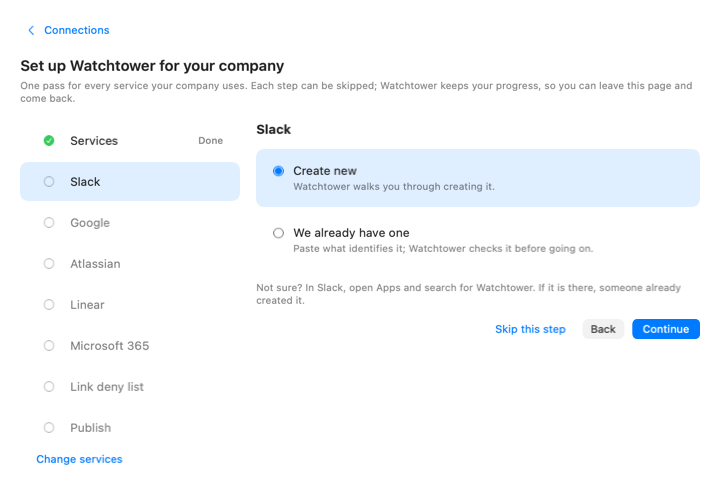 Connections
Set up Watchtower for your company
One pass for every service your company uses. Each step can be skipped; Watchtower keeps your progress, so you can leave this page and
come back.
Services Done
Slack
Google
Atlassian
Linear
Microsoft 365
Link deny list
Publish
Change services
Slack
Create new
Watchtower walks you through creating it.
We already have one
Paste what identifies it; Watchtower checks it before going on.
Not sure? In Slack, open Apps and search for Watchtower. If it is there, someone already
created it.
Skip this step Back Continue